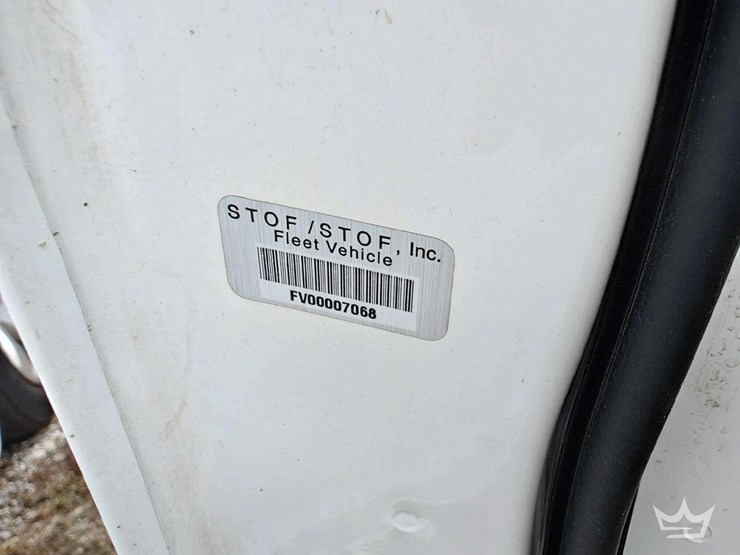 STOF /STOF, Inc.
Fleet Vehicle
FV00007068